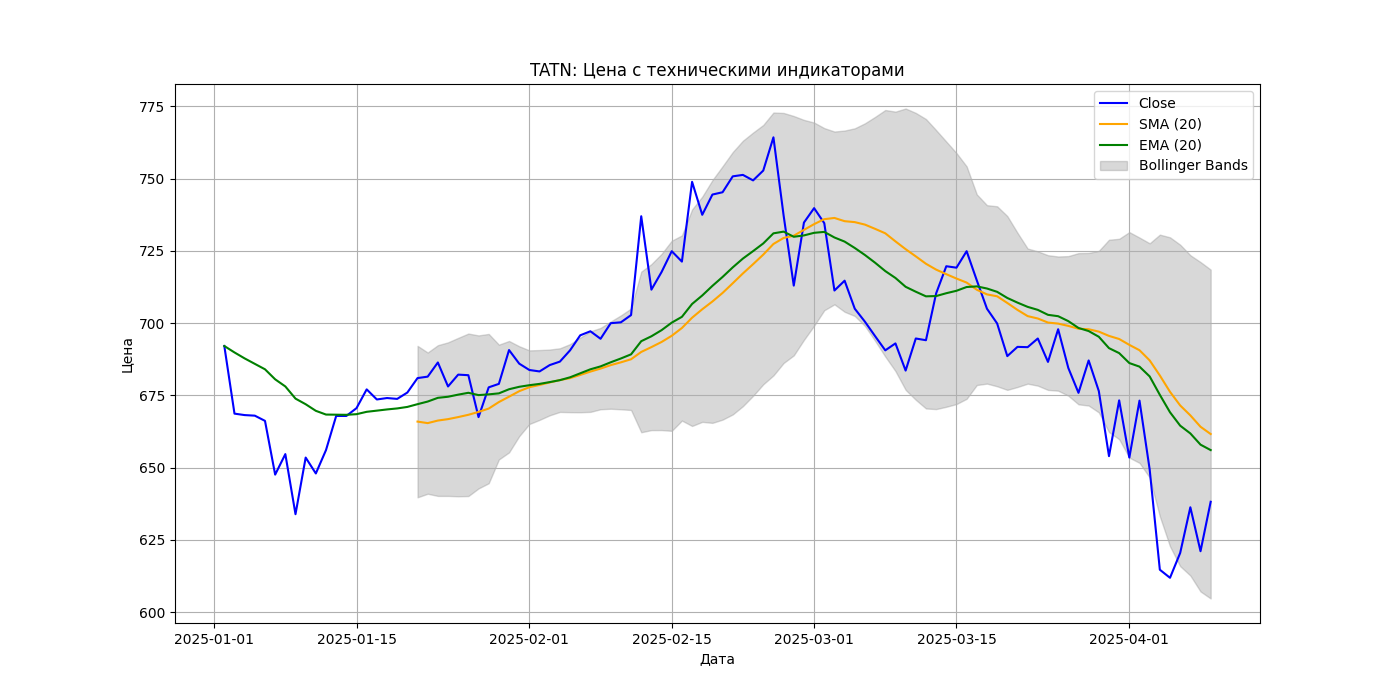 TATN: Цена с техническими индикаторами
Close
SMA (20)
EMA (20)
Bollinger Bands
Цена
775
750
725
700
675
650
625
600
2025-01-01 2025-01-15 2025-02-01 2025-02-15 2025-03-01 2025-03-15 2025-04-01
Дата